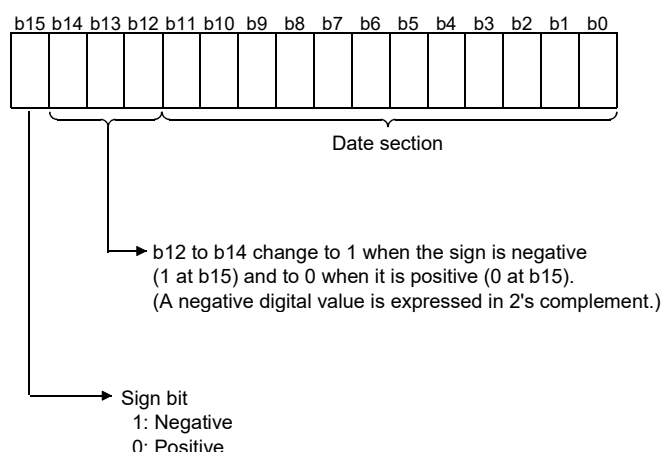 b15 b14 b13 b12 b11 b10 b9 b8 b7 b6 b5 b4 b3 b2 b1 b0
Date section
b12 to b14 change to 1 when the sign is negative
(1 at b15) and to 0 when it is positive (0 at b15).
(A negative digital value is expressed in 2's complement.)
Sign bit
1: Negative
0: Positive